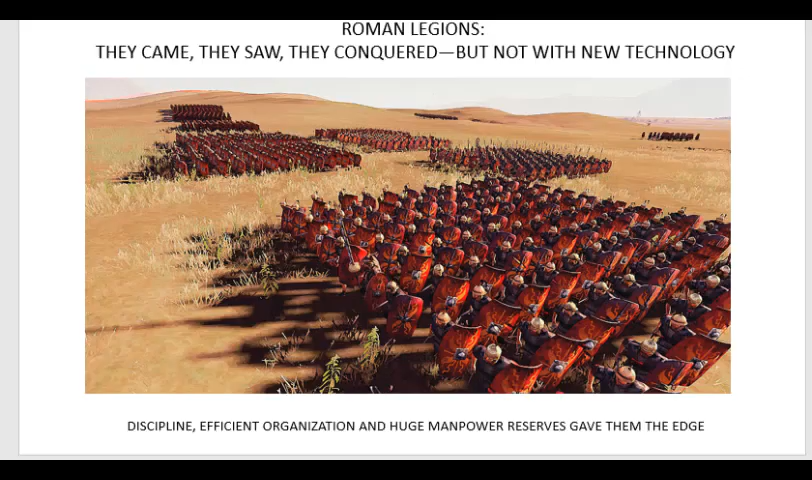 ROMAN LEGIONS:
THEY CAME, THEY SAW, THEY CONQUERED—BUT NOT WITH NEW TECHNOLOGY
DISCIPLINE, EFFICIENT ORGANIZATION AND HUGE MANPOWER RESERVES GAVE THEM THE EDGE